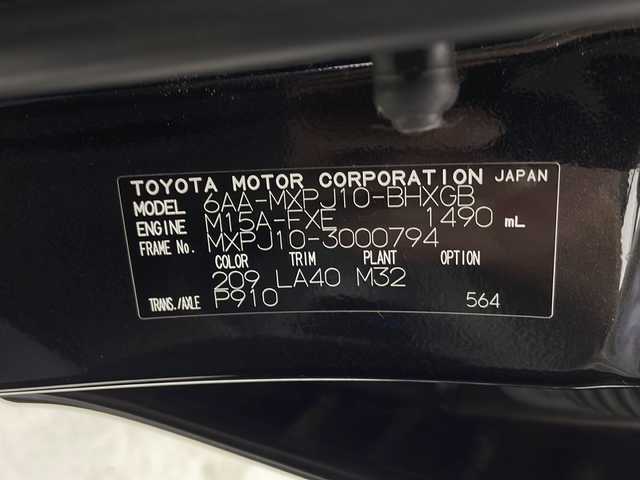 TOYOTA MOTOR CORPORATION JAPAN
MODEL 6AA-MXPJ10-BHXGB
ENGINE M15A-FXE 1490 mL
FRAME No. MXPJ10-3000794
COLOR TRIM PLANT OPTION
209 LA40 M32
TRANS./AXLE P910 564